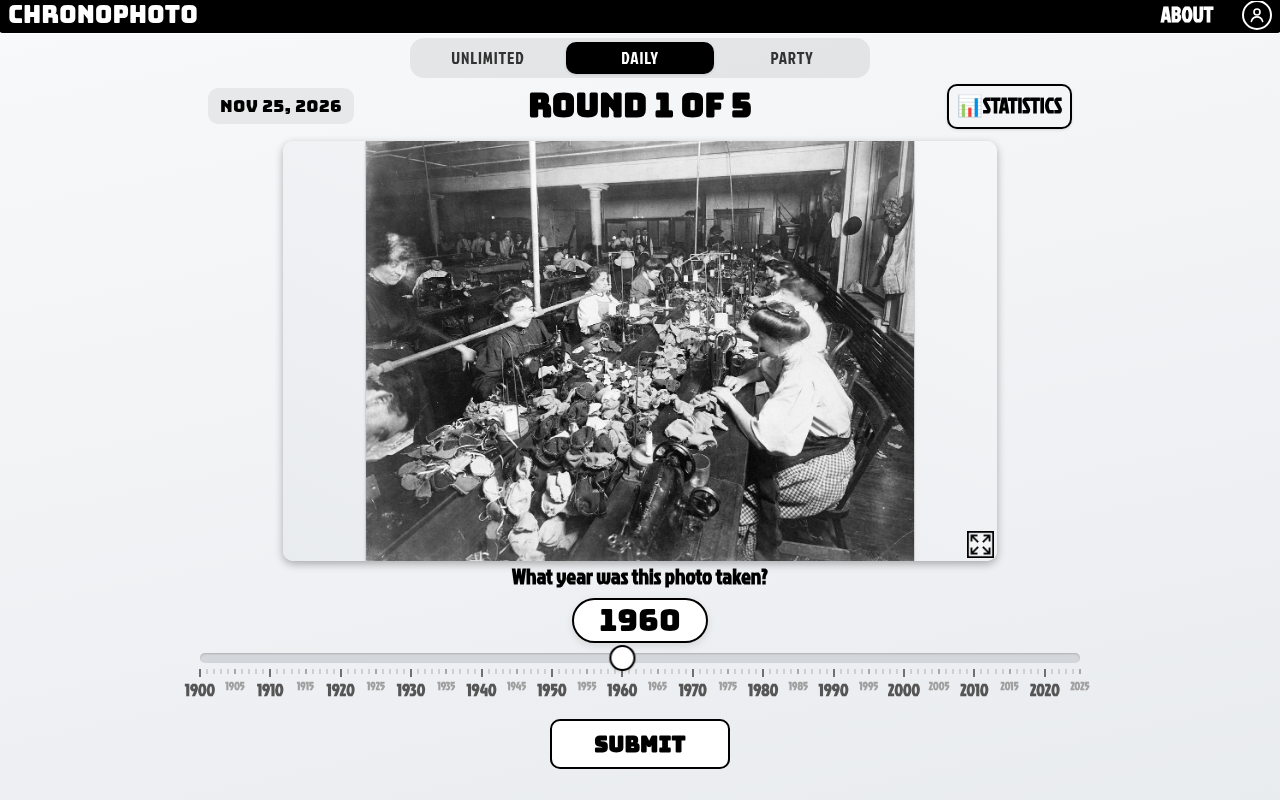 CHRONOPHOTO
ABOUT
UNLIMITED
DAILY
PARTY
NOV 25, 2026
ROUND 1 OF 5
STATISTICS
What year was this photo taken?
1960
1900 1905 1910 1915 1920 1925 1930 1935 1940 1945 1950 1955 1960 1965 1970 1975 1980 1985 1990 1995 2000 2005 2010 2015 2020 2025
SUBMIT